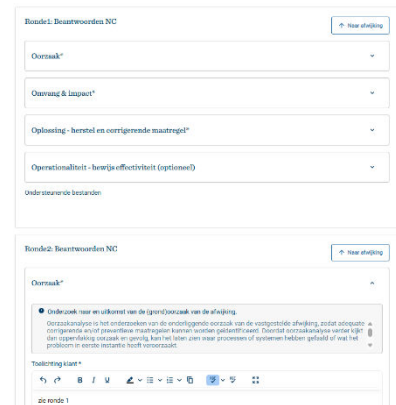 Ronde1: Beantwoorden NC
Naar afwijking
Oorzaak*
Omvang & impact*
Oplossing - herstel en corrigerende maatregel*
Operationaliteit - bewijs effectiviteit (optioneel)
Ondersteunende bestanden
Ronde2: Beantwoorden NC
Naar afwijking
Oorzaak*
Onderzoek naar en uitkomst van de (grond)oorzaak van de afwijking.
Oorzaakanalyse is het onderzoeken van de onderliggende oorzaak van de vastgestelde afwijking, zodat adequate
corrigerende en/of preventieve maatregelen kunnen worden geïdentificeerd. Doordat oorzaakanalyse verder kijkt
dan oppervlakkig oorzaak en gevolg, kan het laten zien waar processen of systemen hebben gefaald of wat het
probleem in eerste instantie heeft veroorzaakt.
Toelichting klant *
B I U
zie ronde 1